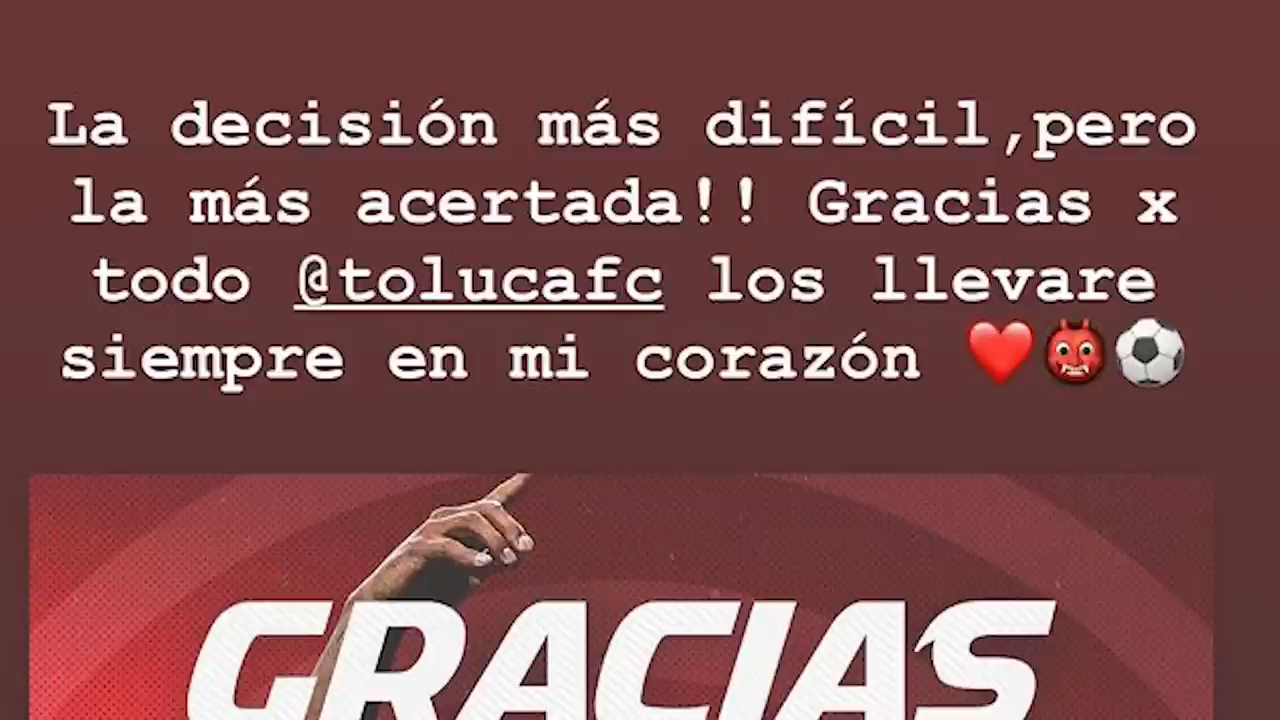 La decisión más difícil,pero
la más acertada!! Gracias x
todo @tolucafc los llevare
siempre en mi corazón ❤️👹⚽
GRACIAS